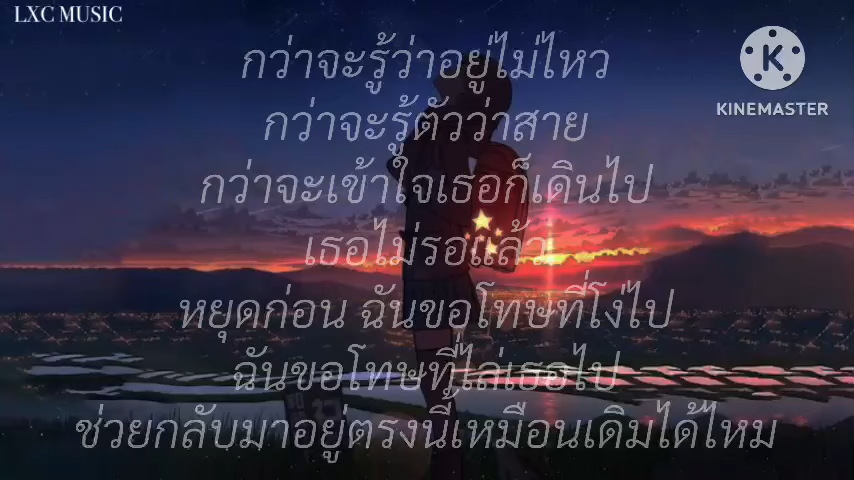 LXC MUSIC
KINEMASTER
กว่าจะรู้ว่าอยู่ไม่ไหว
กว่าจะรู้ตัวว่าสาย
กว่าจะเข้าใจเธอก็เดินไป
เธอไม่รอแล้ว
หยุดก่อน ฉันขอโทษที่โง่ไป
ฉันขอโทษที่ไล่เธอไป
ช่วยกลับมาอยู่ตรงนี้เหมือนเดิมได้ไหม